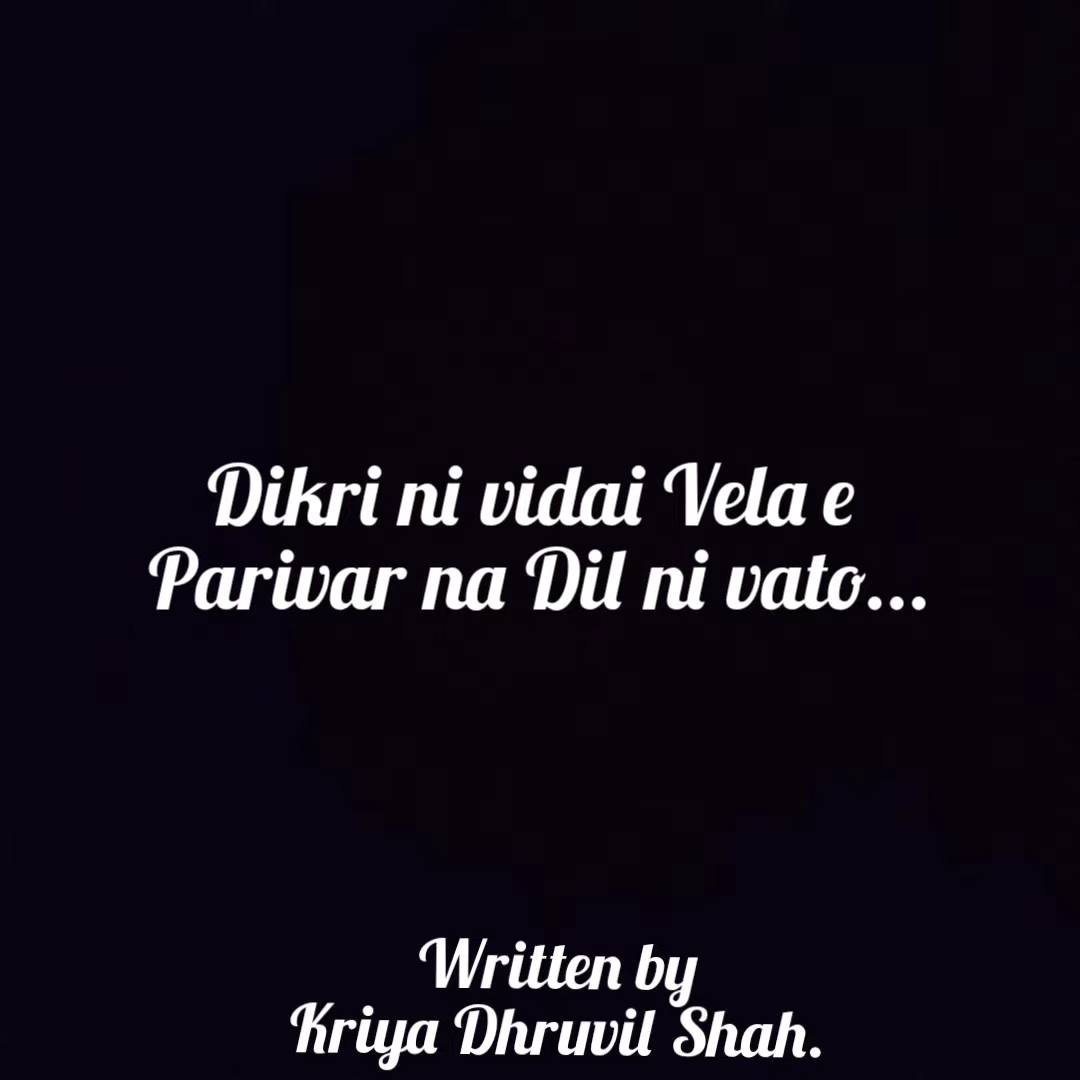 Dikri ni vidai Vela e
Parivar na Dil ni vato...
Written by
Kriya Dhruvil Shah.